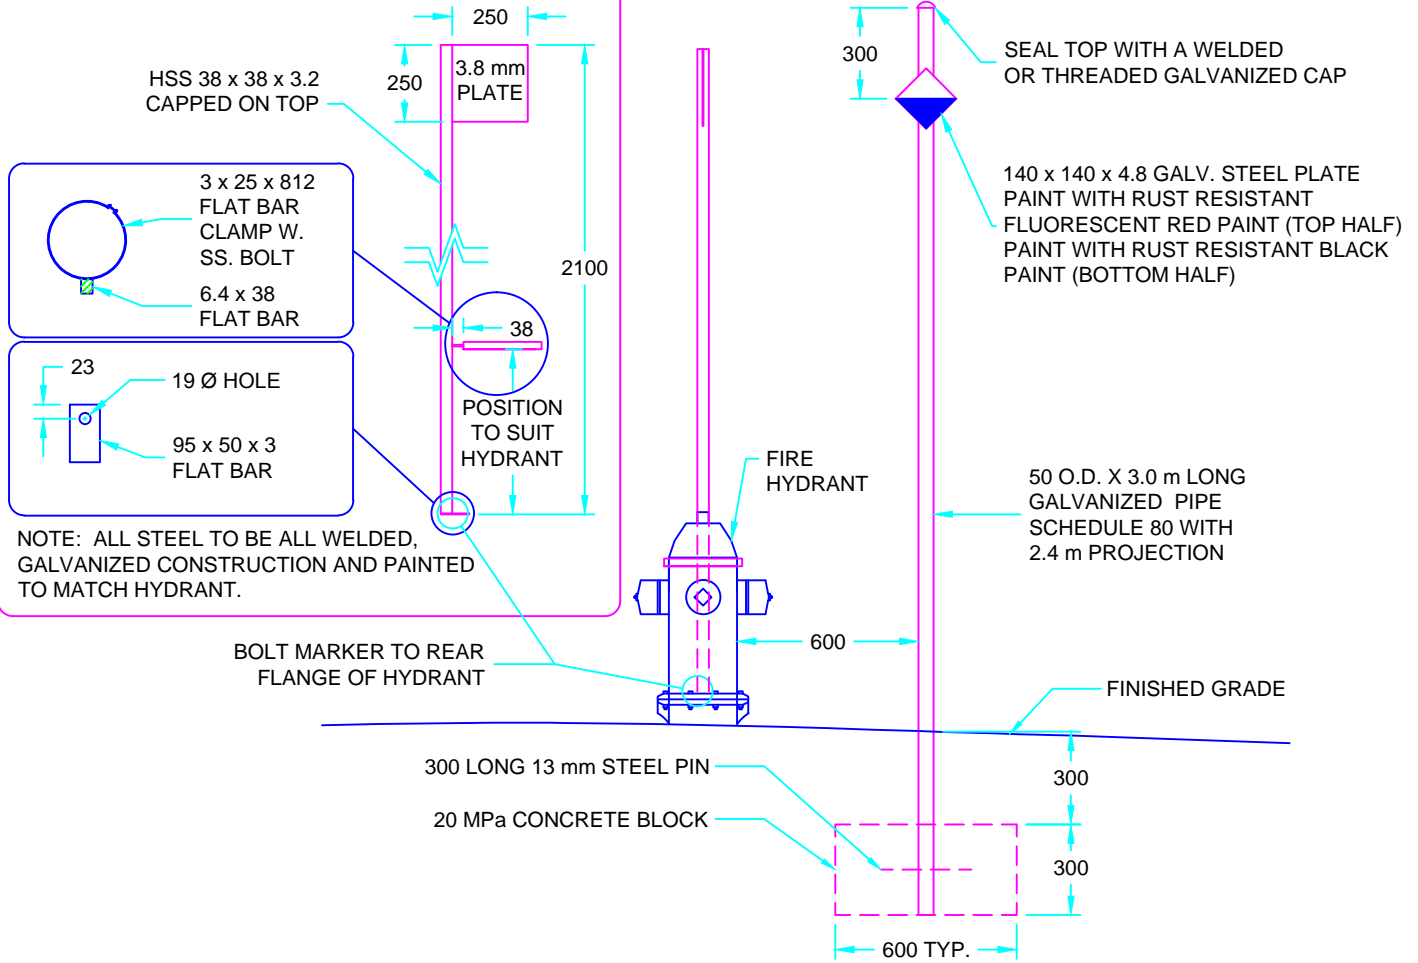 250
300
SEAL TOP WITH A WELDED
OR THREADED GALVANIZED CAP
HSS 38 x 38 x 3.2
CAPPED ON TOP
250
3.8 mm
PLATE
140 x 140 x 4.8 GALV. STEEL PLATE
PAINT WITH RUST RESISTANT
FLUORESCENT RED PAINT (TOP HALF)
PAINT WITH RUST RESISTANT BLACK
PAINT (BOTTOM HALF)
3 x 25 x 812
FLAT BAR
CLAMP W.
SS. BOLT
6.4 x 38
FLAT BAR
2100
38
23
19 Ø HOLE
95 x 50 x 3
FLAT BAR
POSITION
TO SUIT
HYDRANT
FIRE
HYDRANT
50 O.D. X 3.0 m LONG
GALVANIZED PIPE
SCHEDULE 80 WITH
2.4 m PROJECTION
NOTE: ALL STEEL TO BE ALL WELDED,
GALVANIZED CONSTRUCTION AND PAINTED
TO MATCH HYDRANT.
BOLT MARKER TO REAR
FLANGE OF HYDRANT
600
FINISHED GRADE
300 LONG 13 mm STEEL PIN
20 MPa CONCRETE BLOCK
300
300
600 TYP.